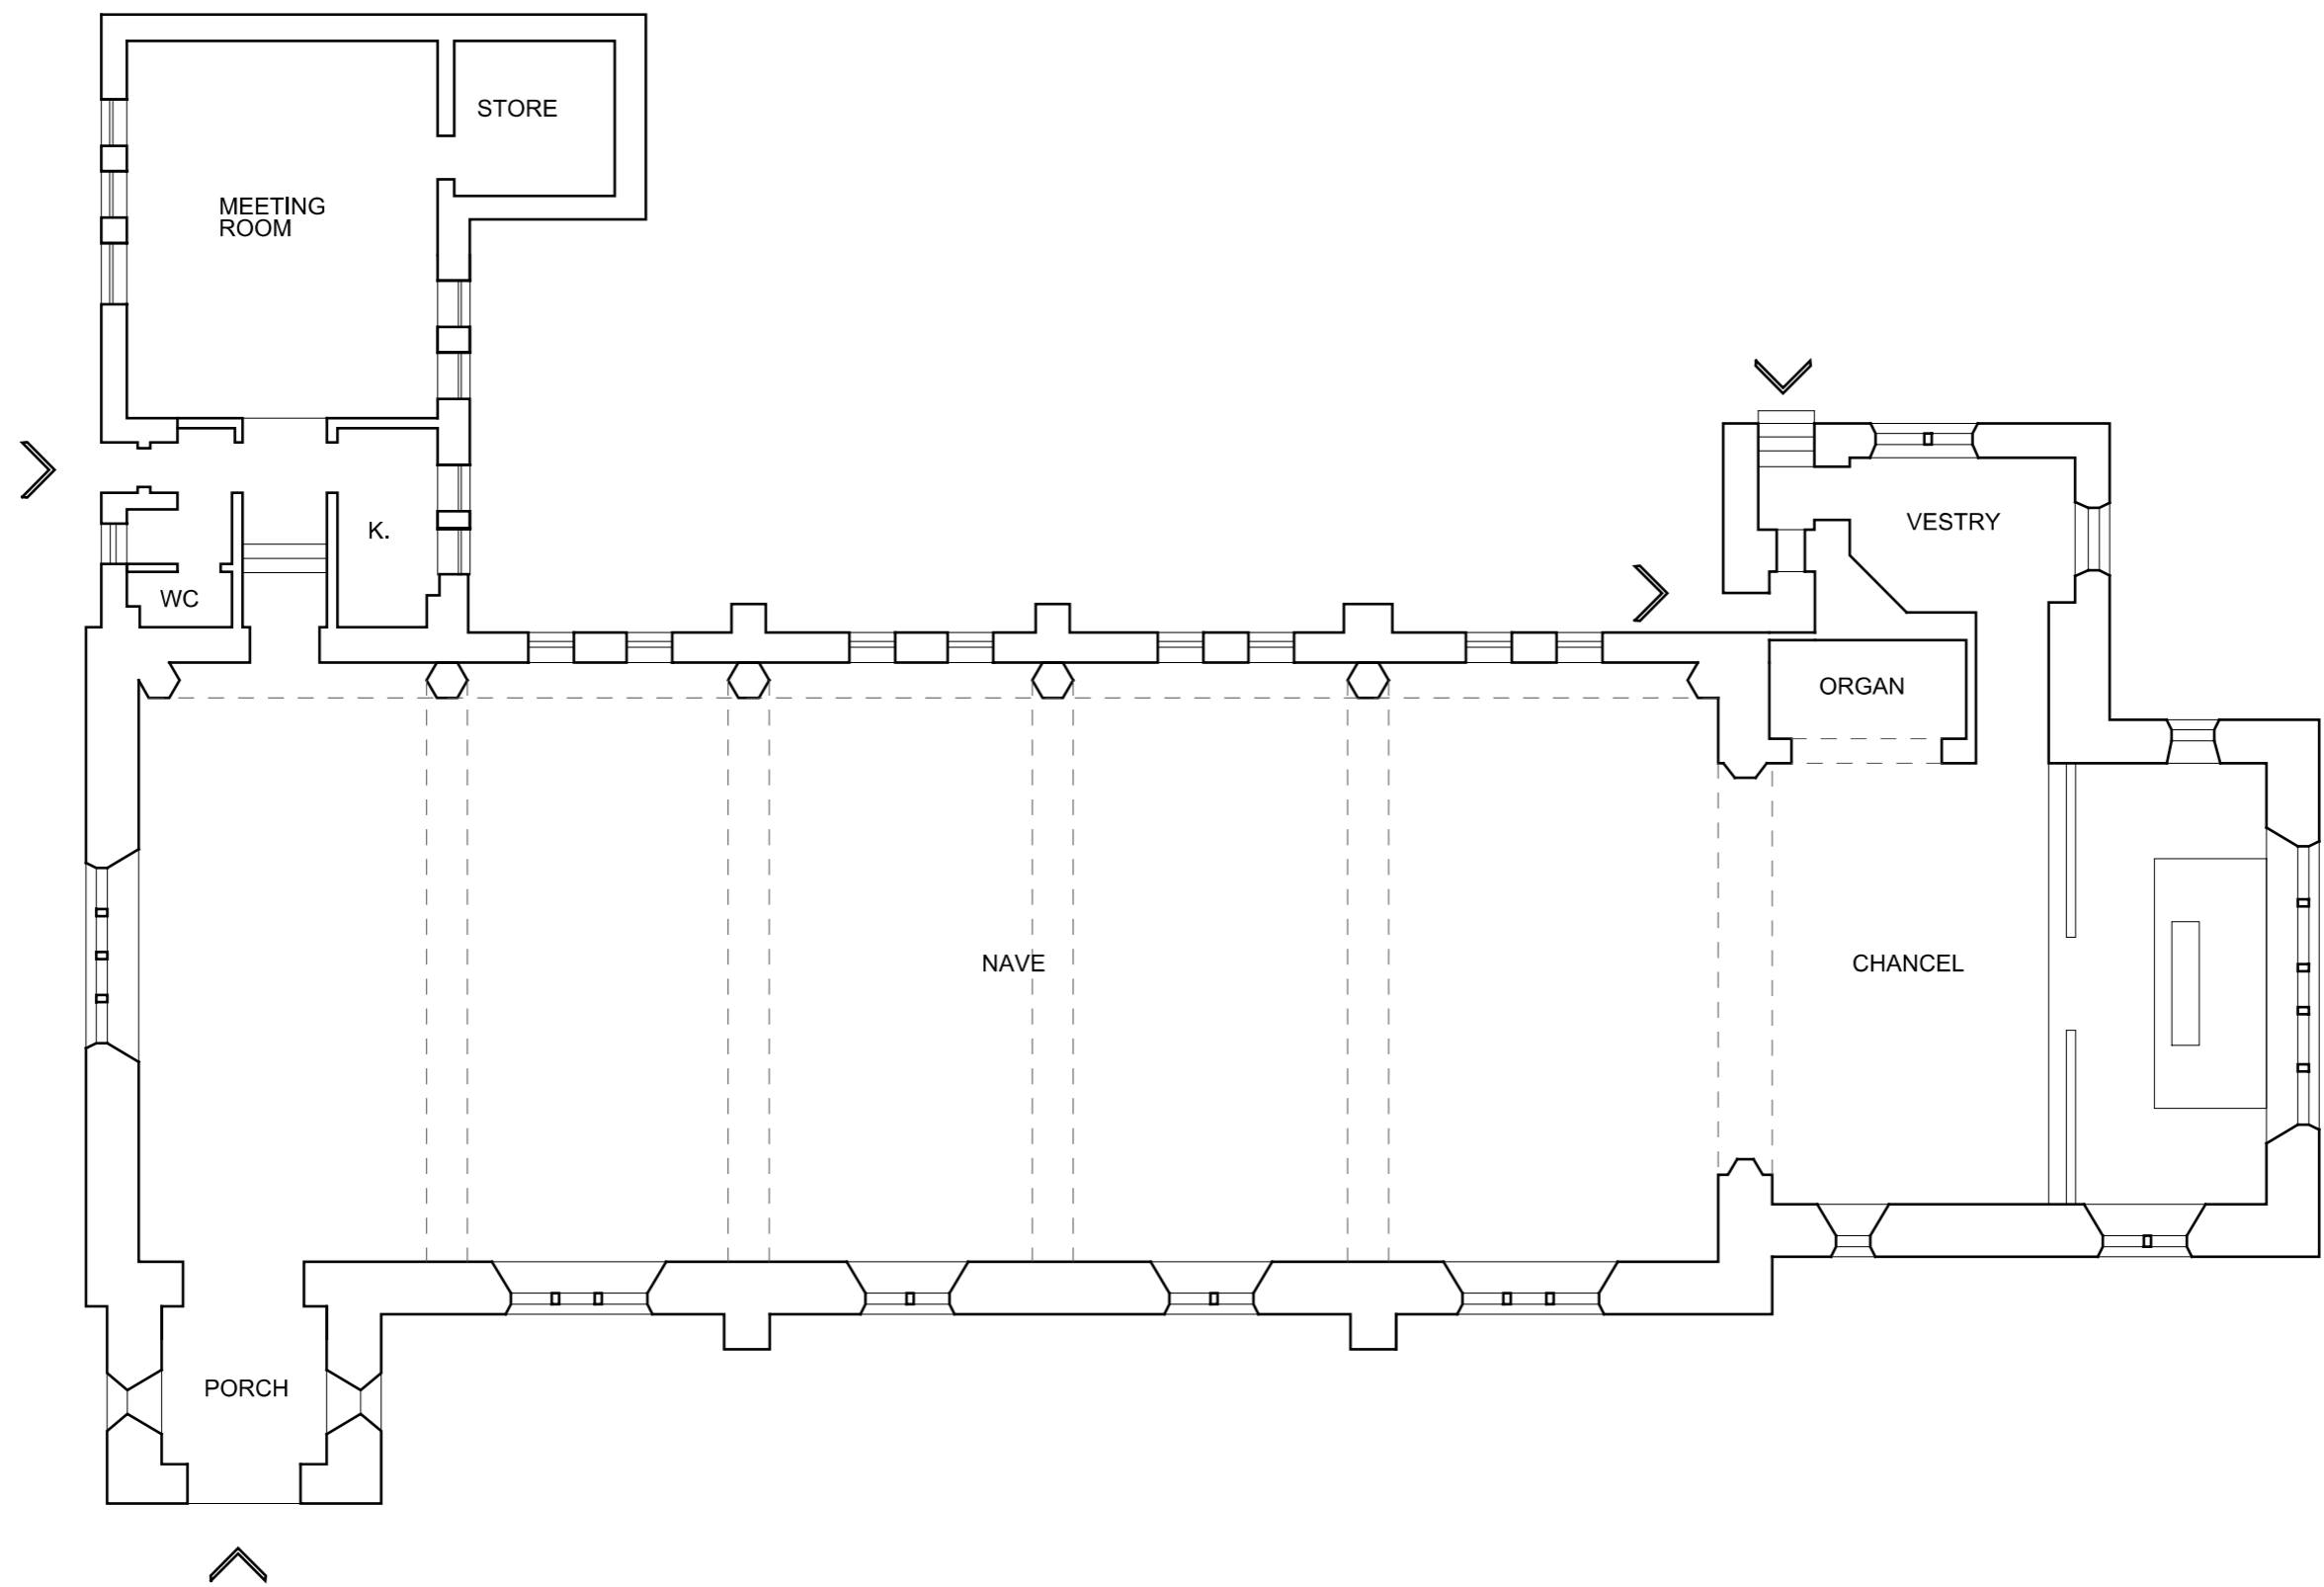 STORE
MEETING
ROOM
VESTRY
K.
WC
ORGAN
NAVE
CHANCEL
PORCH